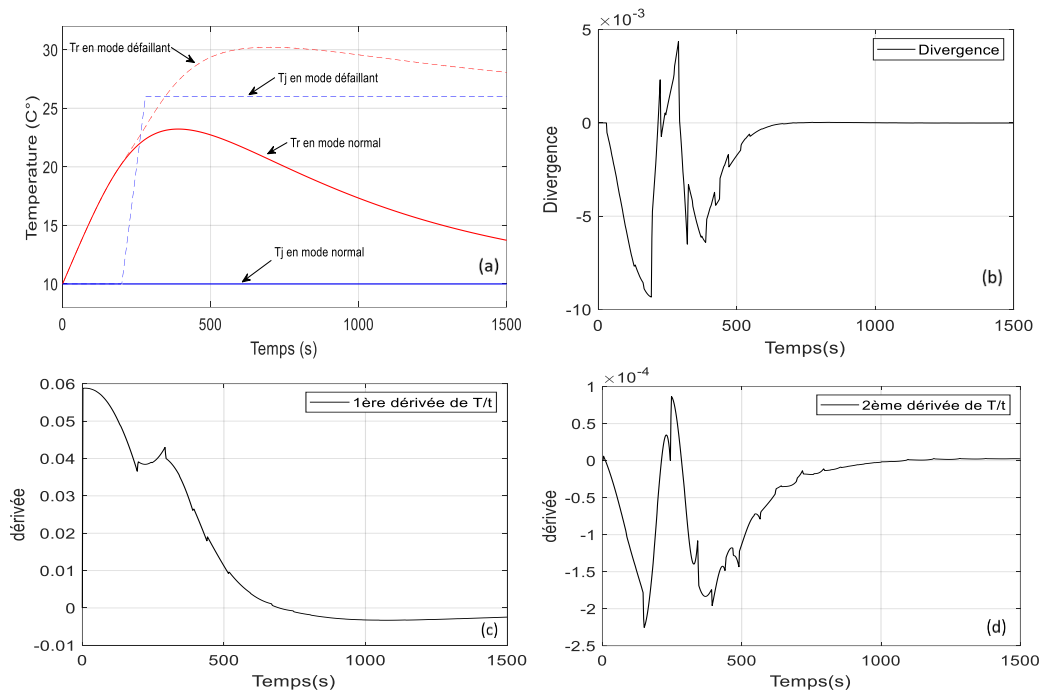 30
25
20
15
10
0
500
1000
1500
Temperature (C°)
Temps (s)
Tr en mode défaillant
Tj en mode défaillant
Tr en mode normal
Tj en mode normal
(a)
×10⁻³
5
0
-5
-10
0
500
1000
1500
Divergence
Temps(s)
Divergence
(b)
0.06
0.05
0.04
0.03
0.02
0.01
0
-0.01
0
500
1000
1500
dérivée
Temps(s)
1ère dérivée de T/t
(c)
×10⁻⁴
1
0.5
0
-0.5
-1
-1.5
-2
-2.5
0
500
1000
1500
dérivée
Temps(s)
2ème dérivée de T/t
(d)